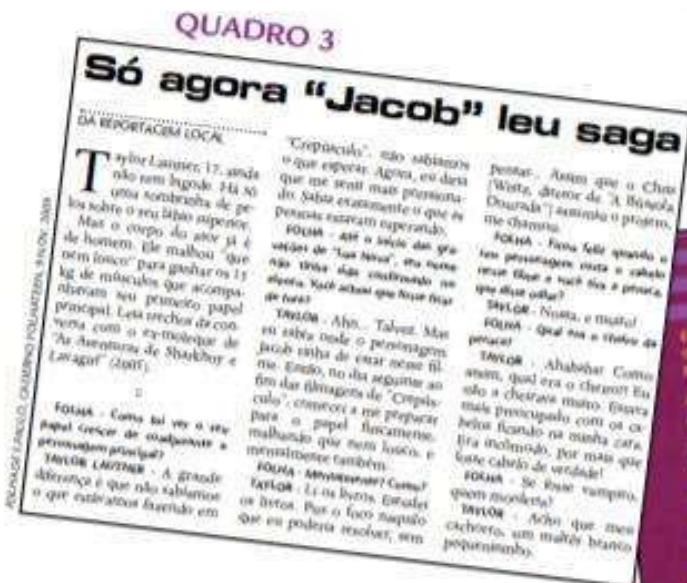 QUADRO 3
Só agora “Jacob” leu saga
DA REPORTAGEM LOCAL
Taylor Lautner, 17, ainda
não tem bigode. Há só
uma sombrinha de pe-
los sobre o seu lábio superior.
Mas o corpo do ator já é
de homem. Ele malhou "que
nem louco" para ganhar os 15
kg de músculos que acompa-
nharam seu primeiro papel
principal. Leia trechos da con-
versa com o ex-moleque de
"As Aventuras de Sharkboy e
Lavagirl" (2005).
FOLHA - Como foi ver o seu
papel crescer de coadjuvante a
personagem principal?
TAYLOR LAUTNER - A grande
diferença é que não sabíamos
o que estávamos fazendo em
"Crepúsculo", não sabíamos
o que esperar. Agora, eu diria
que me senti mais pressiona-
do. Sabia exatamente o que as
pessoas estavam esperando.
FOLHA - Até o início das gra-
vações de "Lua Nova", seu nome
não tinha sido confirmado no
elenco. Você achou que fosse ficar
de fora?
TAYLOR - Ahn... Talvez. Mas
eu sabia onde o personagem
Jacob tinha de estar nesse fil-
me. Então, no dia seguinte ao
fim das filmagens de "Crepús-
culo", comecei a me preparar
para o papel fisicamente,
malhando que nem louco, e
mentalmente também.
FOLHA - Mentalmente? Como?
TAYLOR - Li os livros. Estudei
os livros. Pus o foco naquilo
que eu poderia resolver, sem
pensar... Assim que o Chris
[Weitz, diretor de "A Bússola
Dourada"] assumiu o projeto,
me chamou.
FOLHA - Ficou feliz quando o
seu personagem corta o cabelo
nesse filme e você tira a peruca,
que disse odiar?
TAYLOR - Nossa, e muito!
FOLHA - Qual era o cheiro da
peruca?
TAYLOR - Ahahaha! Como
assim, qual era o cheiro? Eu
não a cheirava muito. Estava
mais preocupado com os ca-
belos ficando na minha cara.
Era incômodo, por mais que
fosse cabelo de verdade!
FOLHA - Se fosse vampiro,
quem morderia?
TAYLOR - Acho que meu
cachorro, um maltês branco
pequenininho.